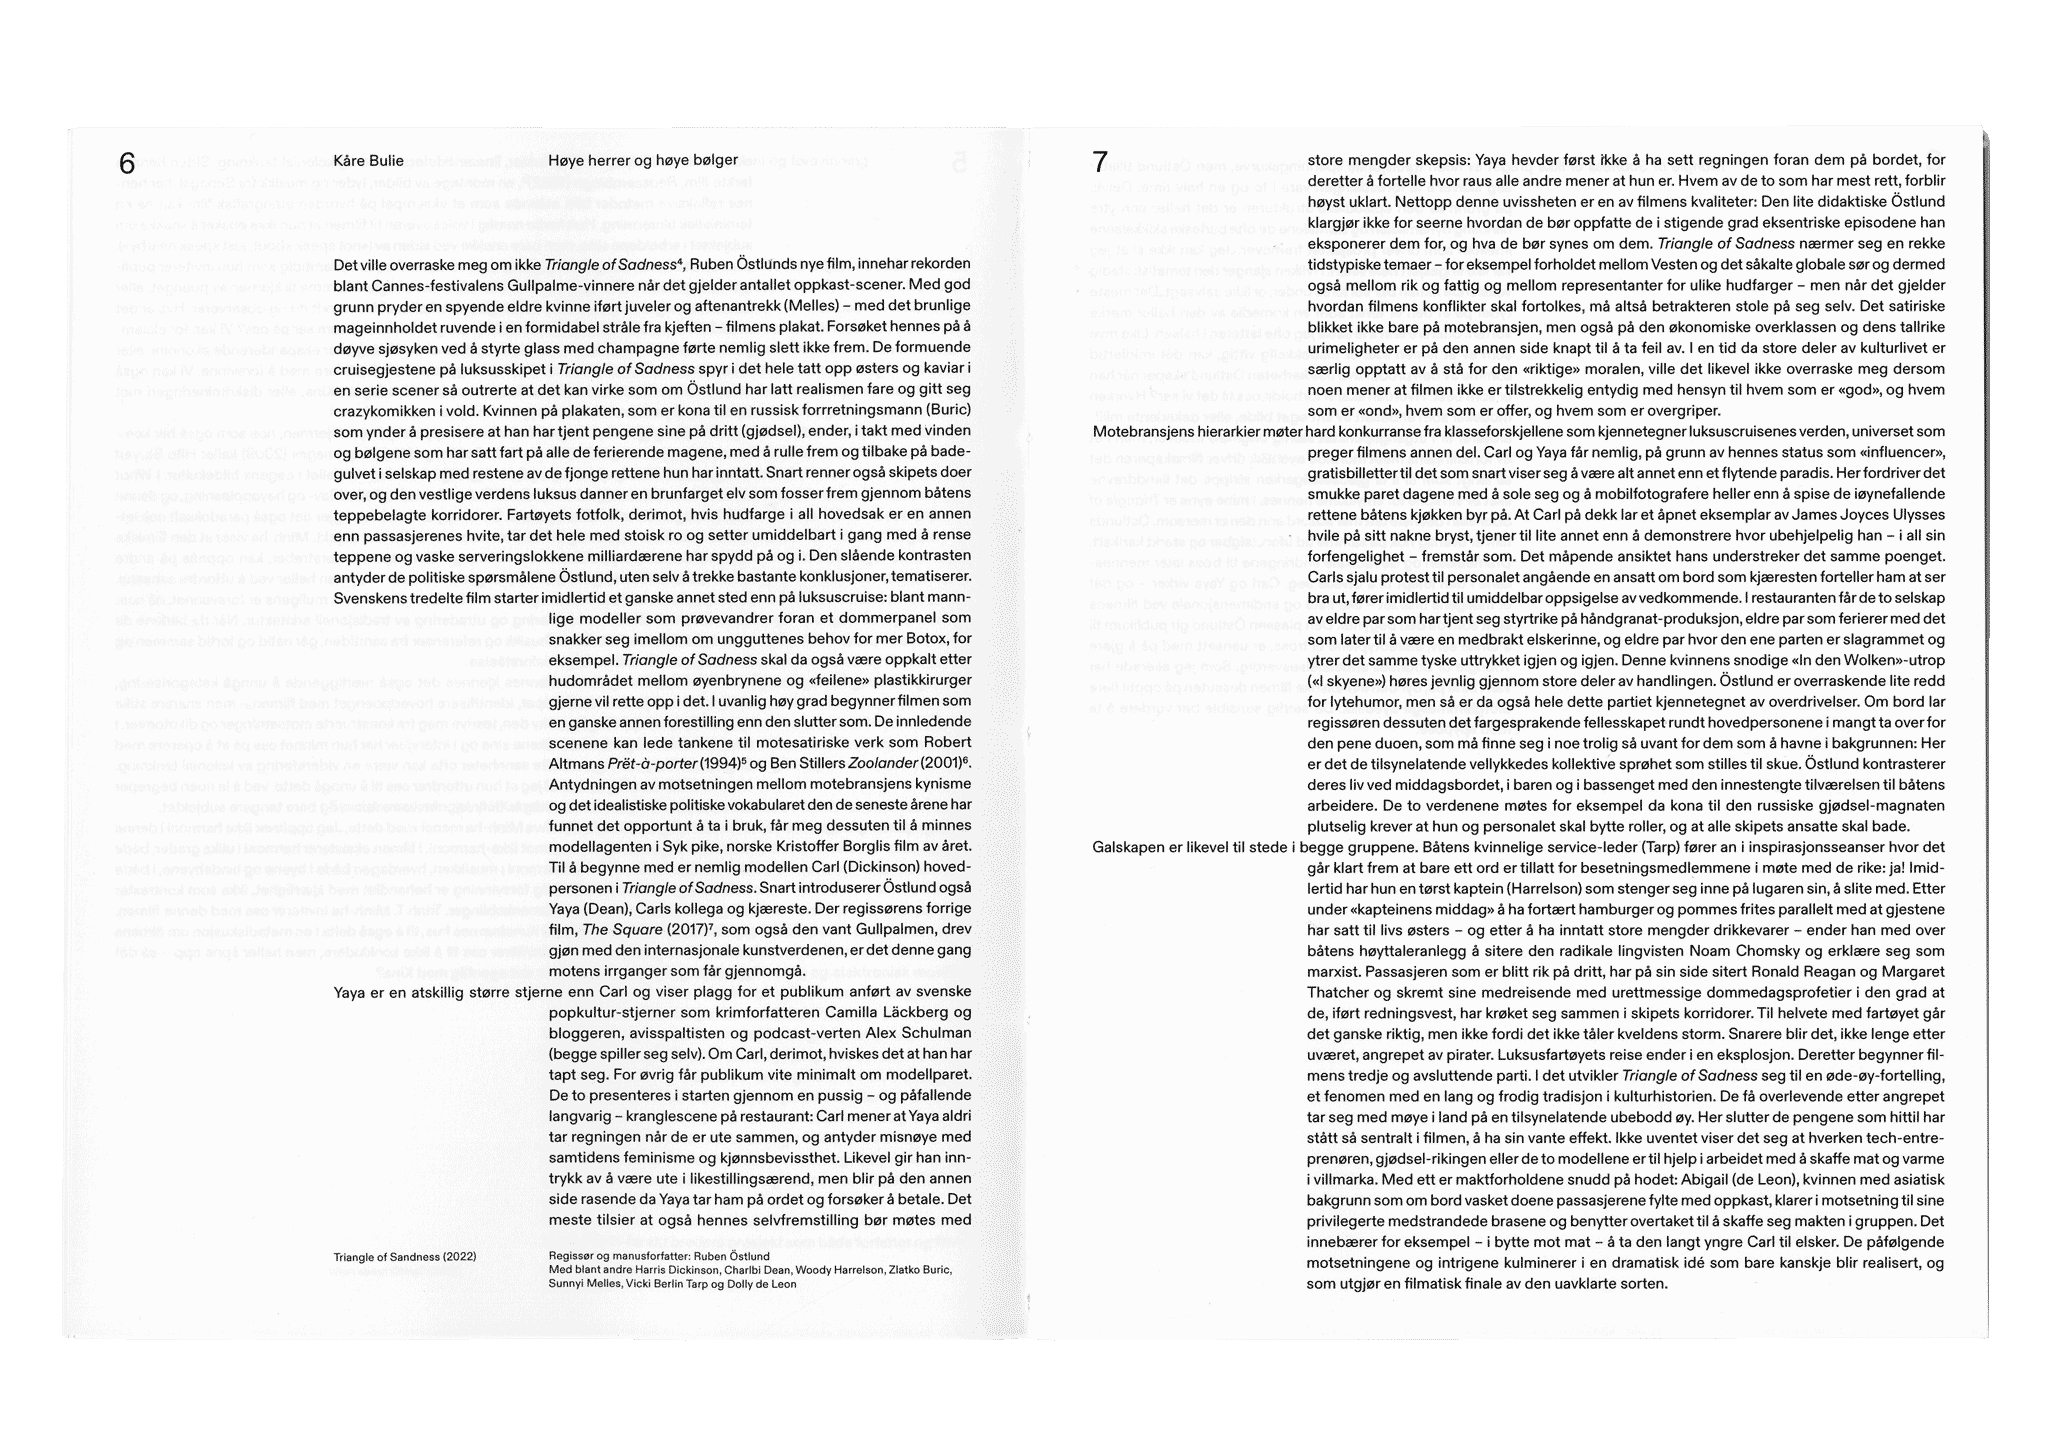 6
Kåre Bulie
Høye herrer og høye bølger
Det ville overraske meg om ikke Triangle of Sadness⁴, Ruben Östlunds nye film, innehar rekorden
blant Cannes-festivalens Gullpalme-vinnere når det gjelder antallet oppkast-scener. Med god
grunn pryder en spyende eldre kvinne iført juveler og aftenantrekk (Melles) – med det brunlige
mageinnholdet ruvende i en formidabel stråle fra kjeften – filmens plakat. Forsøket hennes på å
døyve sjøsyken ved å styrte glass med champagne førte nemlig slett ikke frem. De formuende
cruisegjestene på luksusskipet i Triangle of Sadness spyr i det hele tatt opp østers og kaviar i
en serie scener så outrerte at det kan virke som om Östlund har latt realismen fare og gitt seg
crazykomikken i vold. Kvinnen på plakaten, som er kona til en russisk forrretningsmann (Buric)
som ynder å presisere at han har tjent pengene sine på dritt (gjødsel), ender, i takt med vinden
og bølgene som har satt fart på alle de ferierende magene, med å rulle frem og tilbake på bade-
gulvet i selskap med restene av de fjonge rettene hun har inntatt. Snart renner også skipets doer
over, og den vestlige verdens luksus danner en brunfarget elv som fosser frem gjennom båtens
teppebelagte korridorer. Fartøyets fotfolk, derimot, hvis hudfarge i all hovedsak er en annen
enn passasjerenes hvite, tar det hele med stoisk ro og setter umiddelbart i gang med å rense
teppene og vaske serveringslokkene milliardærene har spydd på og i. Den slående kontrasten
antyder de politiske spørsmålene Östlund, uten selv å trekke bastante konklusjoner, tematiserer.
Svenskens tredelte film starter imidlertid et ganske annet sted enn på luksuscruise: blant mann-
lige modeller som prøvevandrer foran et dommerpanel som
snakker seg imellom om ungguttenes behov for mer Botox, for
eksempel. Triangle of Sadness skal da også være oppkalt etter
hudområdet mellom øyenbrynene og «feilene» plastikkirurger
gjerne vil rette opp i det. I uvanlig høy grad begynner filmen som
en ganske annen forestilling enn den slutter som. De innledende
scenene kan lede tankene til motesatiriske verk som Robert
Altmans Prët-à-porter (1994)⁵ og Ben Stillers Zoolander (2001)⁶.
Antydningen av motsetningen mellom motebransjens kynisme
og det idealistiske politiske vokabularet den de seneste årene har
funnet det opportunt å ta i bruk, får meg dessuten til å minnes
modellagenten i Syk pike, norske Kristoffer Borglis film av året.
Til å begynne med er nemlig modellen Carl (Dickinson) hoved-
personen i Triangle of Sadness. Snart introduserer Östlund også
Yaya (Dean), Carls kollega og kjæreste. Der regissørens forrige
film, The Square (2017)⁷, som også den vant Gullpalmen, drev
gjøn med den internasjonale kunstverdenen, er det denne gang
motens irrganger som får gjennomgå.
Yaya er en atskillig større stjerne enn Carl og viser plagg for et publikum anført av svenske
popkultur-stjerner som krimforfatteren Camilla Läckberg og
bloggeren, avisspaltisten og podcast-verten Alex Schulman
(begge spiller seg selv). Om Carl, derimot, hviskes det at han har
tapt seg. For øvrig får publikum vite minimalt om modellparet.
De to presenteres i starten gjennom en pussig – og påfallende
langvarig – kranglescene på restaurant: Carl mener at Yaya aldri
tar regningen når de er ute sammen, og antyder misnøye med
samtidens feminisme og kjønnsbevissthet. Likevel gir han inn-
trykk av å være ute i likestillingsærend, men blir på den annen
side rasende da Yaya tar ham på ordet og forsøker å betale. Det
meste tilsier at også hennes selvfremstilling bør møtes med
Triangle of Sandness (2022)
Regissør og manusforfatter: Ruben Östlund
Med blant andre Harris Dickinson, Charlbi Dean, Woody Harrelson, Zlatko Buric,
Sunnyi Melles, Vicki Berlin Tarp og Dolly de Leon
7
store mengder skepsis: Yaya hevder først ikke å ha sett regningen foran dem på bordet, for
deretter å fortelle hvor raus alle andre mener at hun er. Hvem av de to som har mest rett, forblir
høyst uklart. Nettopp denne uvissheten er en av filmens kvaliteter: Den lite didaktiske Östlund
klargjør ikke for seerne hvordan de bør oppfatte de i stigende grad eksentriske episodene han
eksponerer dem for, og hva de bør synes om dem. Triangle of Sadness nærmer seg en rekke
tidstypiske temaer – for eksempel forholdet mellom Vesten og det såkalte globale sør og dermed
også mellom rik og fattig og mellom representanter for ulike hudfarger – men når det gjelder
hvordan filmens konflikter skal fortolkes, må altså betrakteren stole på seg selv. Det satiriske
blikket ikke bare på motebransjen, men også på den økonomiske overklassen og dens tallrike
urimeligheter er på den annen side knapt til å ta feil av. I en tid da store deler av kulturlivet er
særlig opptatt av å stå for den «riktige» moralen, ville det likevel ikke overraske meg dersom
noen mener at filmen ikke er tilstrekkelig entydig med hensyn til hvem som er «god», og hvem
som er «ond», hvem som er offer, og hvem som er overgriper.
Motebransjens hierarkier møter hard konkurranse fra klasseforskjellene som kjennetegner luksuscruisenes verden, universet som
preger filmens annen del. Carl og Yaya får nemlig, på grunn av hennes status som «influencer»,
gratisbilletter til det som snart viser seg å være alt annet enn et flytende paradis. Her fordriver det
smukke paret dagene med å sole seg og å mobilfotografere heller enn å spise de iøynefallende
rettene båtens kjøkken byr på. At Carl på dekk lar et åpnet eksemplar av James Joyces Ulysses
hvile på sitt nakne bryst, tjener til lite annet enn å demonstrere hvor ubehjelpelig han – i all sin
forfengelighet – fremstår som. Det måpende ansiktet hans understreker det samme poenget.
Carls sjalu protest til personalet angående en ansatt om bord som kjæresten forteller ham at ser
bra ut, fører imidlertid til umiddelbar oppsigelse av vedkommende. I restauranten får de to selskap
av eldre par som har tjent seg styrtrike på håndgranat-produksjon, eldre par som ferierer med det
som later til å være en medbrakt elskerinne, og eldre par hvor den ene parten er slagrammet og
ytrer det samme tyske uttrykket igjen og igjen. Denne kvinnens snodige «In den Wolken»-utrop
(«I skyene») høres jevnlig gjennom store deler av handlingen. Östlund er overraskende lite redd
for lytehumor, men så er da også hele dette partiet kjennetegnet av overdrivelser. Om bord lar
regissøren dessuten det fargesprakende fellesskapet rundt hovedpersonene i mangt ta over for
den pene duoen, som må finne seg i noe trolig så uvant for dem som å havne i bakgrunnen: Her
er det de tilsynelatende vellykkedes kollektive sprøhet som stilles til skue. Östlund kontrasterer
deres liv ved middagsbordet, i baren og i bassenget med den innestengte tilværelsen til båtens
arbeidere. De to verdenene møtes for eksempel da kona til den russiske gjødsel-magnaten
plutselig krever at hun og personalet skal bytte roller, og at alle skipets ansatte skal bade.
Galskapen er likevel til stede i begge gruppene. Båtens kvinnelige service-leder (Tarp) fører an i inspirasjonsseanser hvor det
går klart frem at bare ett ord er tillatt for besetningsmedlemmene i møte med de rike: ja! Imid-
lertid har hun en tørst kaptein (Harrelson) som stenger seg inne på lugaren sin, å slite med. Etter
under «kapteinens middag» å ha fortært hamburger og pommes frites parallelt med at gjestene
har satt til livs østers – og etter å ha inntatt store mengder drikkevarer – ender han med over
båtens høyttaleranlegg å sitere den radikale lingvisten Noam Chomsky og erklære seg som
marxist. Passasjeren som er blitt rik på dritt, har på sin side sitert Ronald Reagan og Margaret
Thatcher og skremt sine medreisende med urettmessige dommedagsprofetier i den grad at
de, iført redningsvest, har krøket seg sammen i skipets korridorer. Til helvete med fartøyet går
det ganske riktig, men ikke fordi det ikke tåler kveldens storm. Snarere blir det, ikke lenge etter
uværet, angrepet av pirater. Luksusfartøyets reise ender i en eksplosjon. Deretter begynner fil-
mens tredje og avsluttende parti. I det utvikler Triangle of Sadness seg til en øde-øy-fortelling,
et fenomen med en lang og frodig tradisjon i kulturhistorien. De få overlevende etter angrepet
tar seg med møye i land på en tilsynelatende ubebodd øy. Her slutter de pengene som hittil har
stått så sentralt i filmen, å ha sin vante effekt. Ikke uventet viser det seg at hverken tech-entre-
prenøren, gjødsel-rikingen eller de to modellene er til hjelp i arbeidet med å skaffe mat og varme
i villmarka. Med ett er maktforholdene snudd på hodet: Abigail (de Leon), kvinnen med asiatisk
bakgrunn som om bord vasket doene passasjerene fylte med oppkast, klarer i motsetning til sine
privilegerte medstrandede brasene og benytter overtaket til å skaffe seg makten i gruppen. Det
innebærer for eksempel – i bytte mot mat – å ta den langt yngre Carl til elsker. De påfølgende
motsetningene og intrigene kulminerer i en dramatisk idé som bare kanskje blir realisert, og
som utgjør en filmatisk finale av den uavklarte sorten.